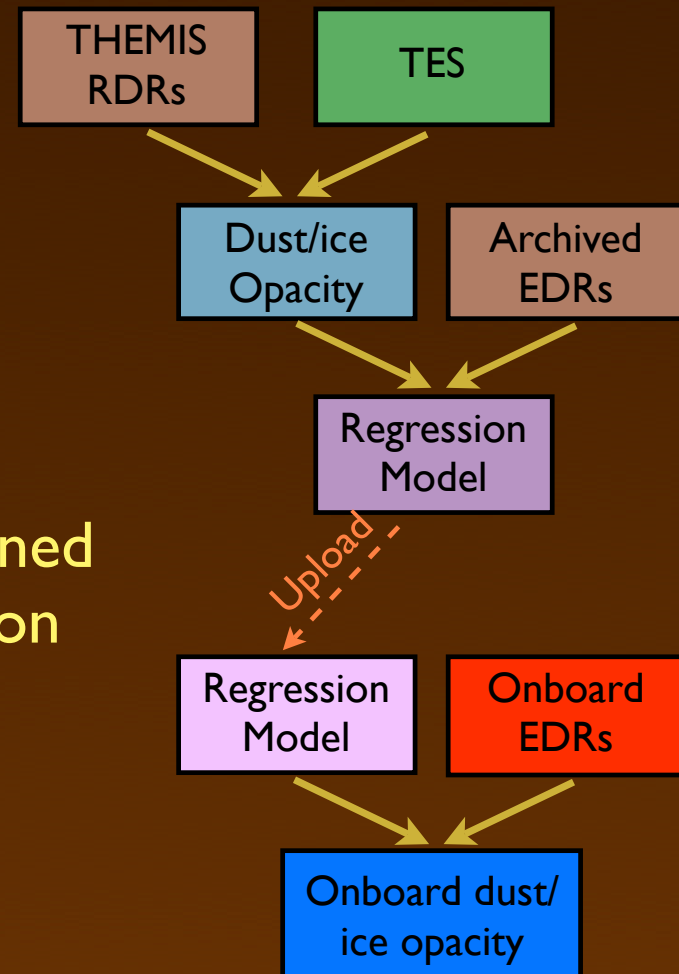 THEMIS
RDRs
TES
Dust/ice
Opacity
Archived
EDRs
Regression
Model
Upload
ned
on
Regression
Model
Onboard
EDRs
Onboard dust/
ice opacity